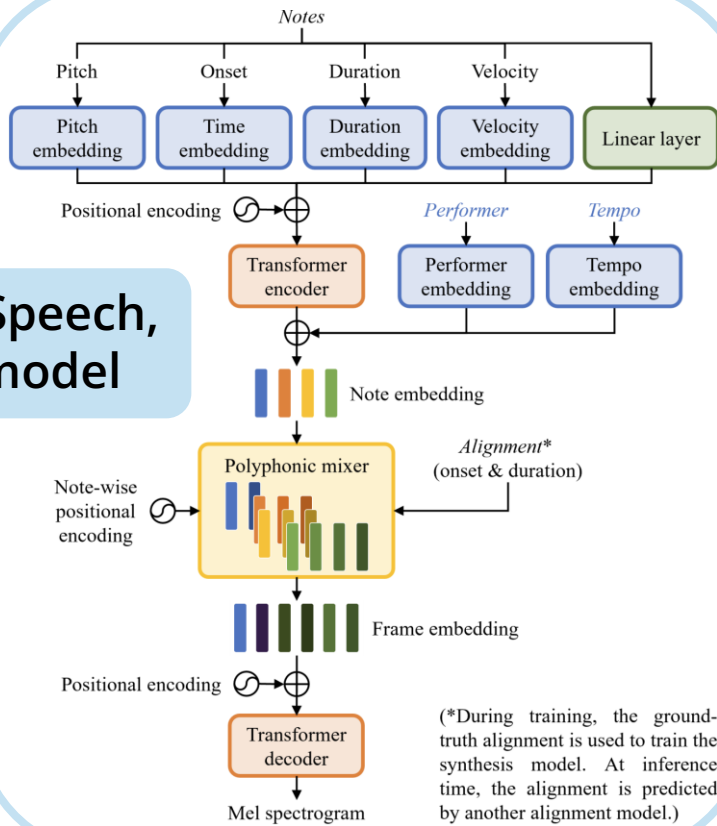 Notes
Pitch
Onset
Duration
Velocity
Pitch
embedding
Time
embedding
Duration
embedding
Velocity
embedding
Linear layer
Positional encoding
Performer
Tempo
Transformer
encoder
Performer
embedding
Tempo
embedding
Speech,
model
Note embedding
Polyphonic mixer
Alignment*
(onset & duration)
Note-wise
positional
encoding
Frame embedding
Positional encoding
Transformer
decoder
Mel spectrogram
(*During training, the ground-
truth alignment is used to train the
synthesis model. At inference
time, the alignment is predicted
by another alignment model.)